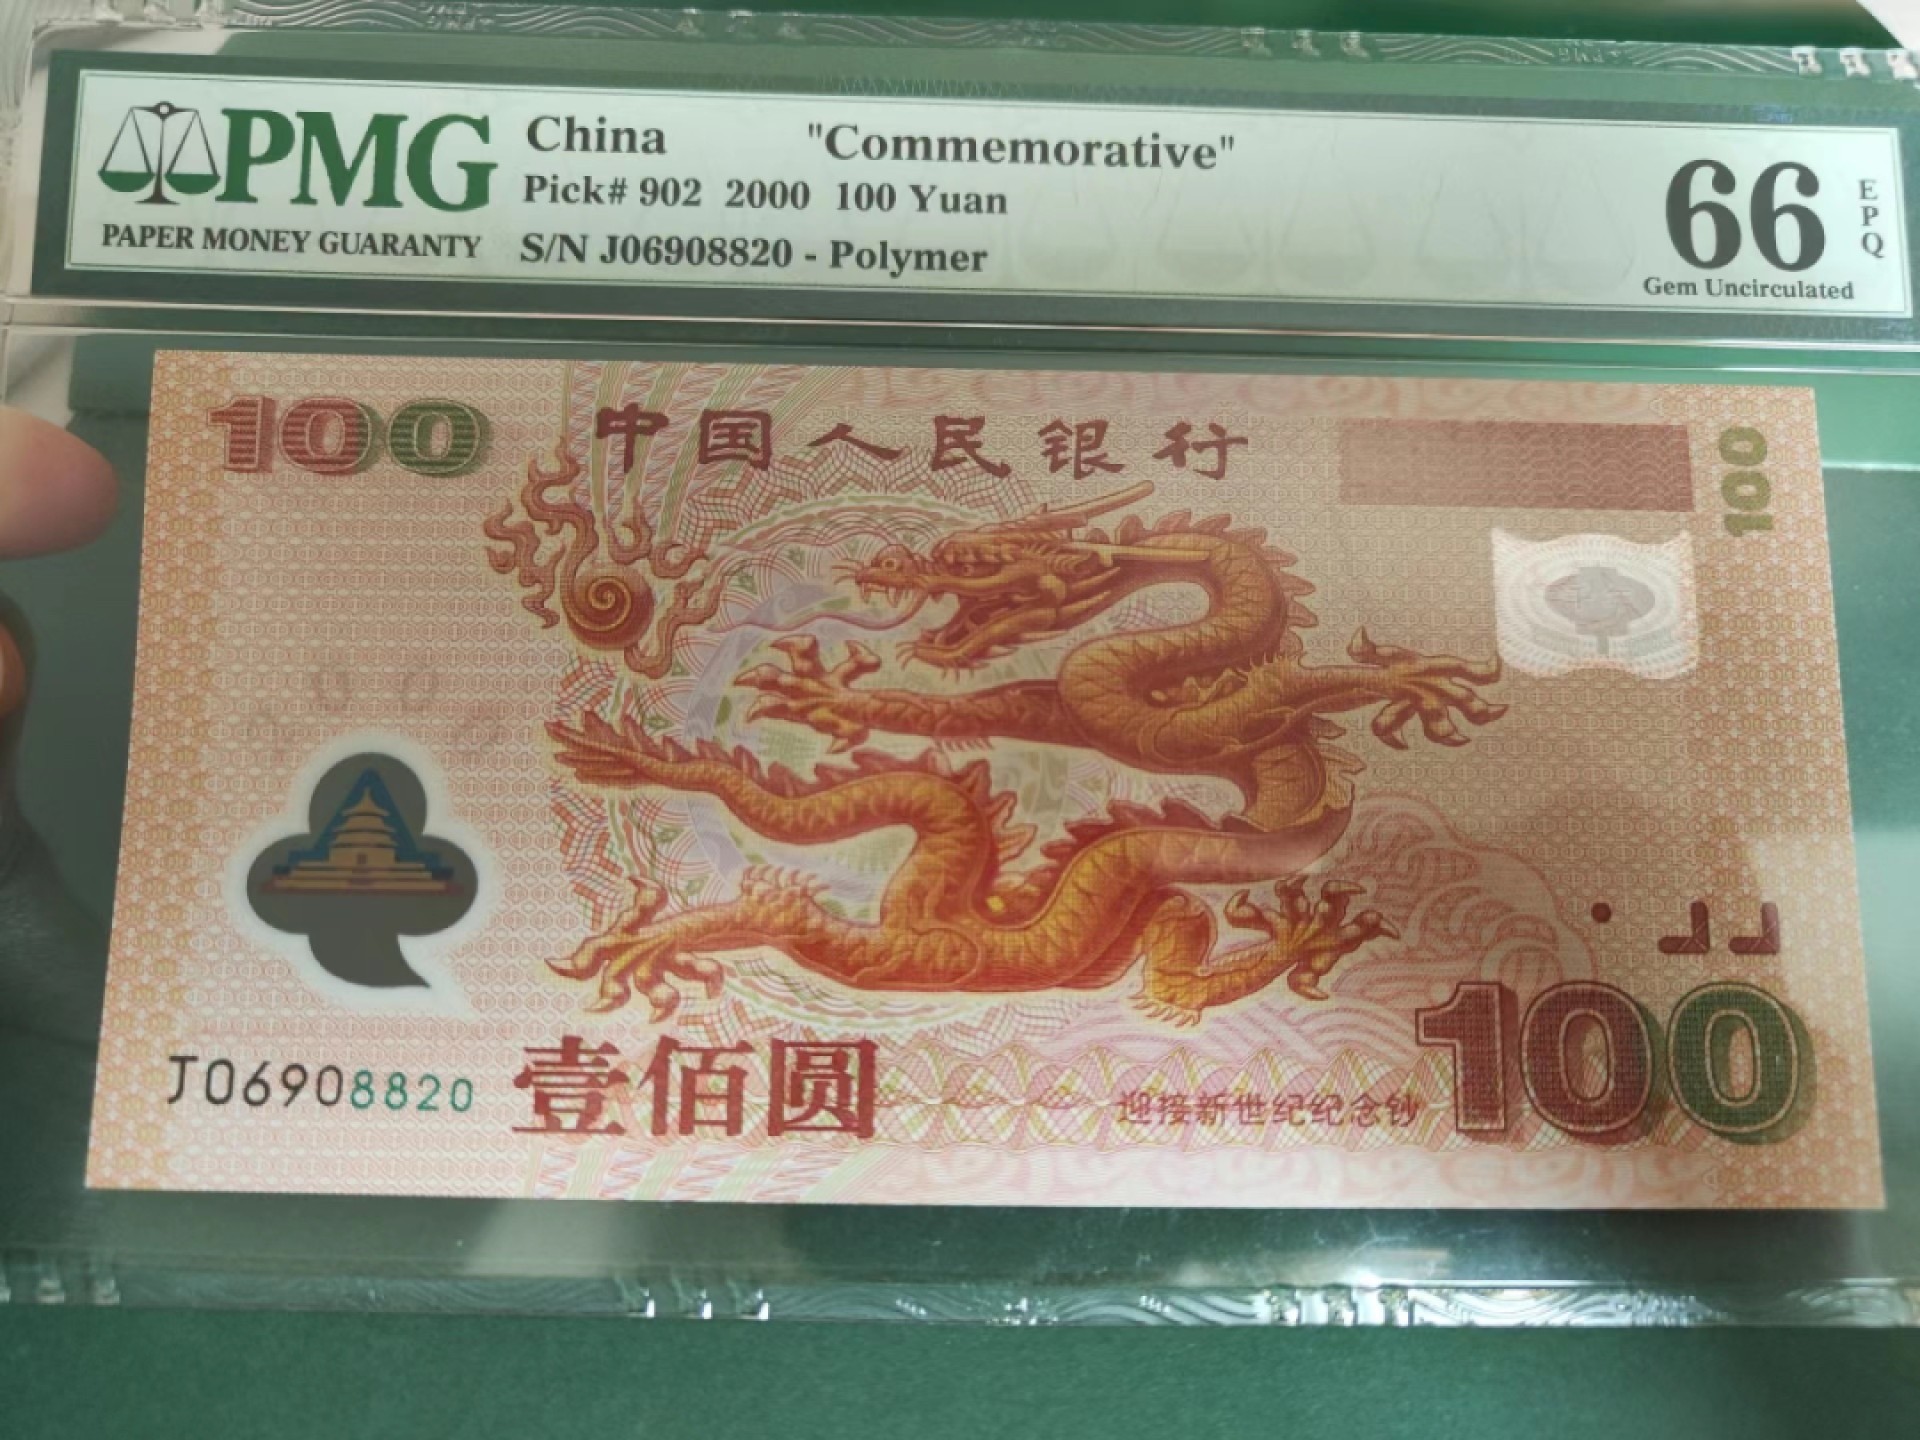 PMG
PAPER MONEY GUARANTY
China "Commemorative"
Pick# 902 2000 100 Yuan
S/N J06908820 - Polymer
66
EPQ
Gem Uncirculated
100
中国人民银行
100
J06908820
壹佰圆
迎接新世纪纪念钞
100